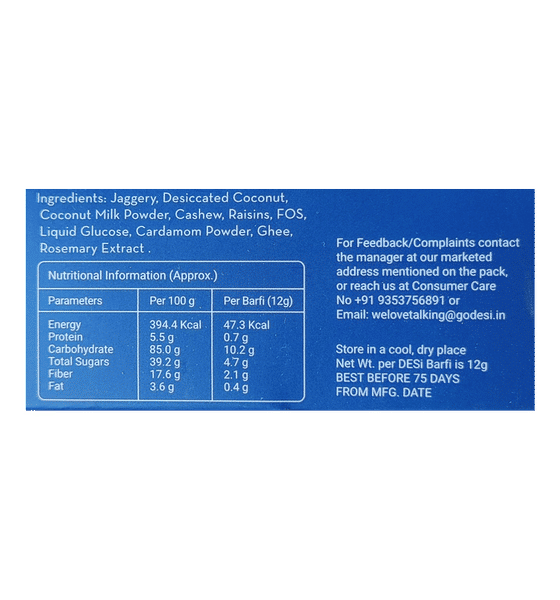 Ingredients: Jaggery, Desiccated Coconut,
Coconut Milk Powder, Cashew, Raisins, FOS,
Liquid Glucose, Cardamom Powder, Ghee,
Rosemary Extract .
Nutritional Information (Approx.)
Parameters Per 100 g Per Barfi (12g)
Energy 394.4 Kcal 47.3 Kcal
Protein 5.5 g 0.7 g
Carbohydrate 85.0 g 10.2 g
Total Sugars 39.2 g 4.7 g
Fiber 17.6 g 2.1 g
Fat 3.6 g 0.4 g
For Feedback/Complaints contact
the manager at our marketed
address mentioned on the pack,
or reach us at Consumer Care
No +91 9353756891 or
Email: welovetalking@godesi.in
Store in a cool, dry place
Net Wt. per DESi Barfi is 12g
BEST BEFORE 75 DAYS
FROM MFG. DATE